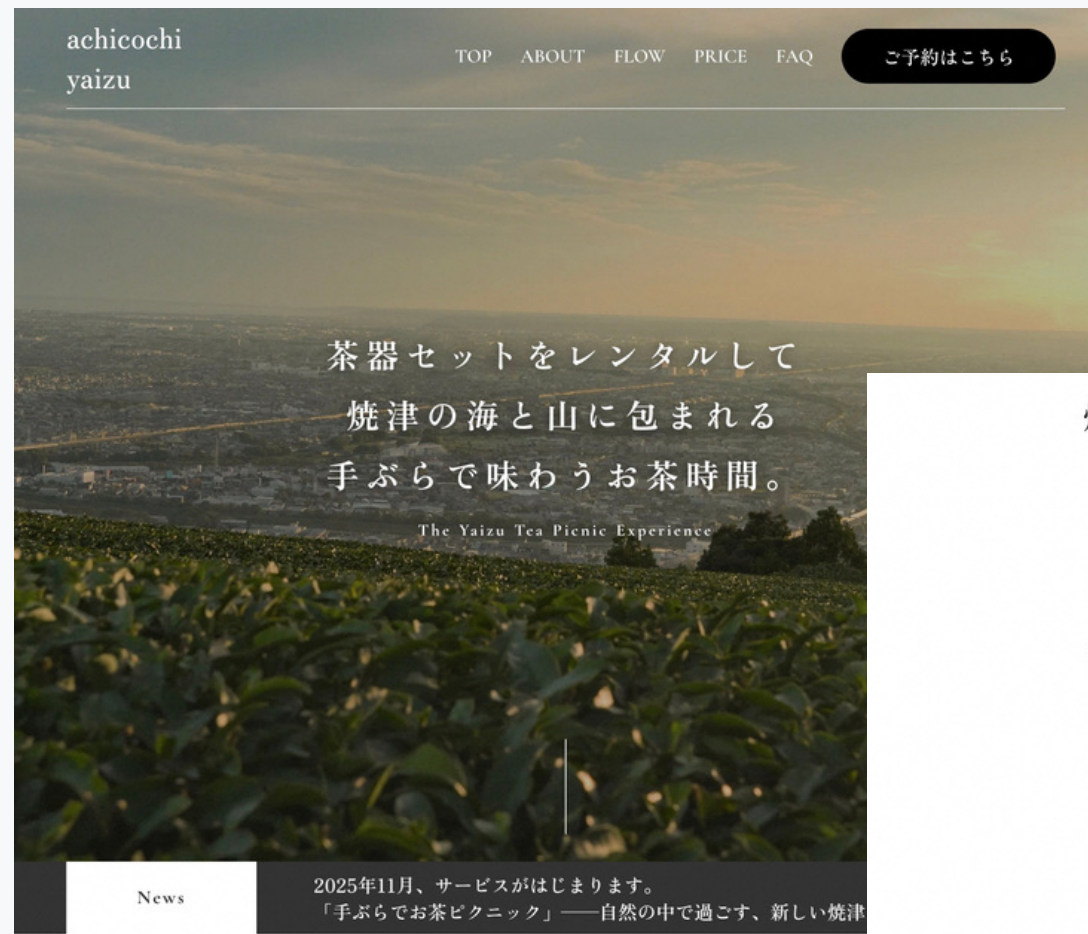 achicochi
yaizu
TOP ABOUT FLOW PRICE FAQ ご予約はこちら
茶器セットをレンタルして
焼津の海と山に包まれる
手ぶらで味わうお茶時間。
The Yaizu Tea Picnic Experience
News
2025年11月、サービスがはじまります。
「手ぶらでお茶ピクニック」──自然の中で過ごす、新しい焼津